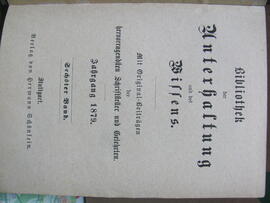 Bibliothek
der
Unterhaltung
und des
Wissens.
Mit Original-Beiträgen
der
hervorragendsten Schriftsteller und Gelehrten.
Jahrgang 1879.
Sechster Band.
Stuttgart.
Verlag von Hermann Schönlein.